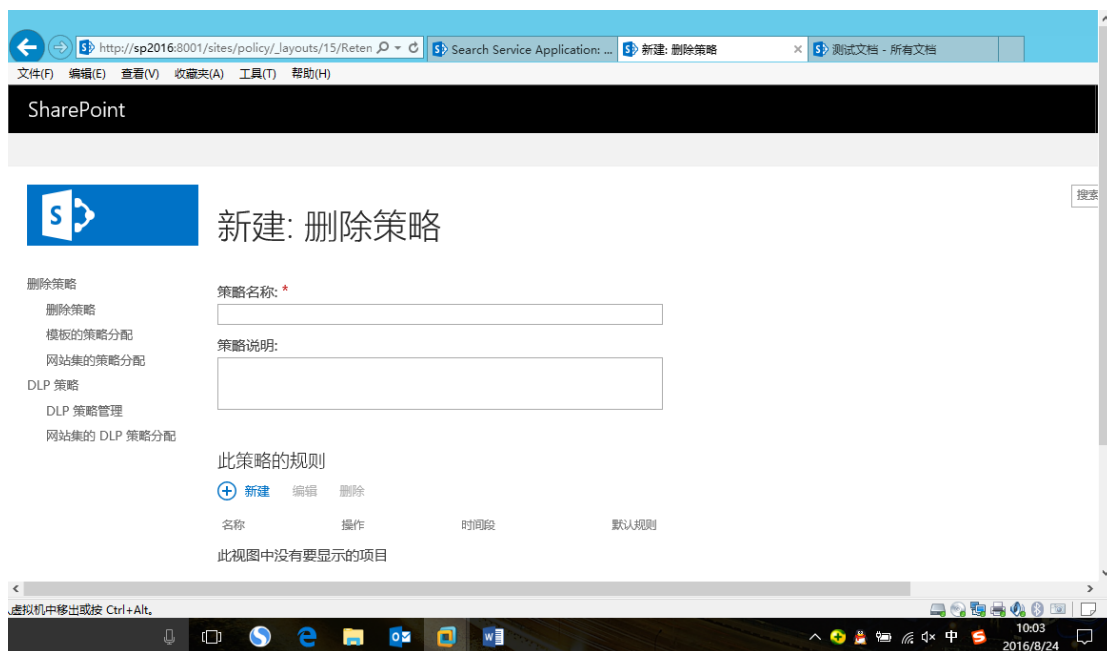 http://sp2016:8001/sites/policy/_layouts/15/Reten
Search Service Application: ...
新建: 删除策略
测试文档 - 所有文档
文件(F) 编辑(E) 查看(V) 收藏夹(A) 工具(T) 帮助(H)
SharePoint
搜索
新建: 删除策略
删除策略
删除策略
模板的策略分配
网站集的策略分配
DLP 策略
DLP 策略管理
网站集的 DLP 策略分配
策略名称: *
策略说明:
此策略的规则
新建 编辑 删除
名称 操作 时间段 默认规则
此视图中没有要显示的项目
虚拟机中移出或按 Ctrl+Alt。
中
10:03
2016/8/24